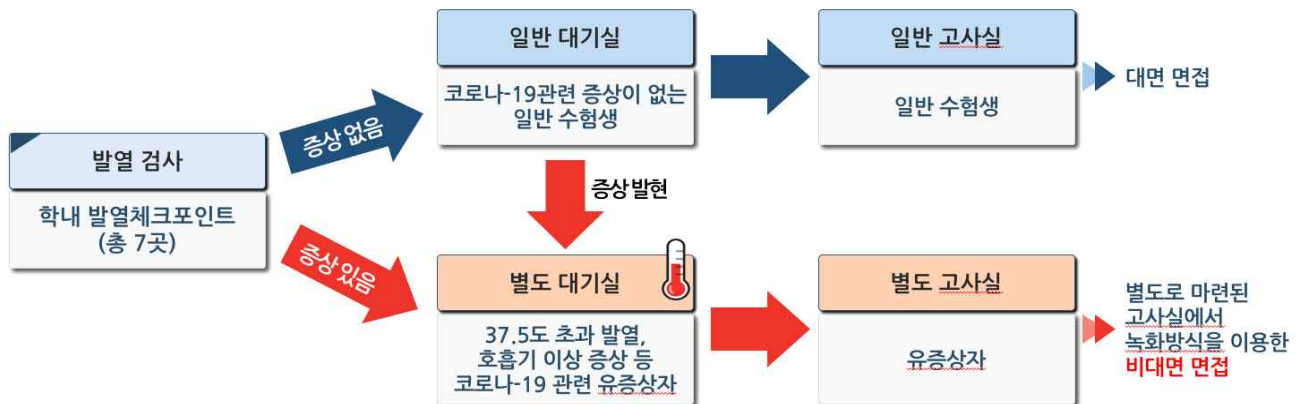 발열 검사
학내 발열체크포인트
(총 7곳)
증상 없음
일반 대기실
코로나-19관련 증상이 없는
일반 수험생
일반 고사실
일반 수험생
대면 면접
증상 발현
증상 있음
별도 대기실
37.5도 초과 발열,
호흡기 이상 증상 등
코로나-19 관련 유증상자
별도 고사실
유증상자
별도로 마련된
고사실에서
녹화방식을 이용한
비대면 면접